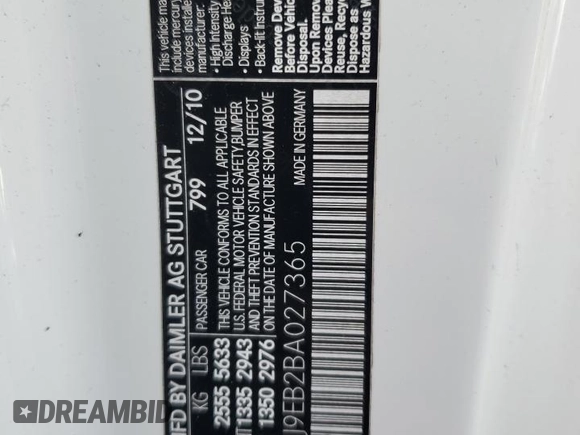 This vehicle ma
include mercury
devices installe
manufacturer:
• High Intensity
Discharge He
• Displays
• Back-lit Instru
Remove Devi
Before Vehicl
Disposal.
Upon Remov
Devices Pleas
Reuse, Recyc
Dispose as
Hazardous W
MFD BY DAIMLER AG STUTTGART
KG LBS PASSENGER CAR 799 12/10
2555 5633 THIS VEHICLE CONFORMS TO ALL APPLICABLE
1335 2943 U.S. FEDERAL MOTOR VEHICLE SAFETY, BUMPER
1350 2976 AND THEFT PREVENTION STANDARDS IN EFFECT
ON THE DATE OF MANUFACTURE SHOWN ABOVE
J9EB2BA027365
MADE IN GERMANY
DREAMBID